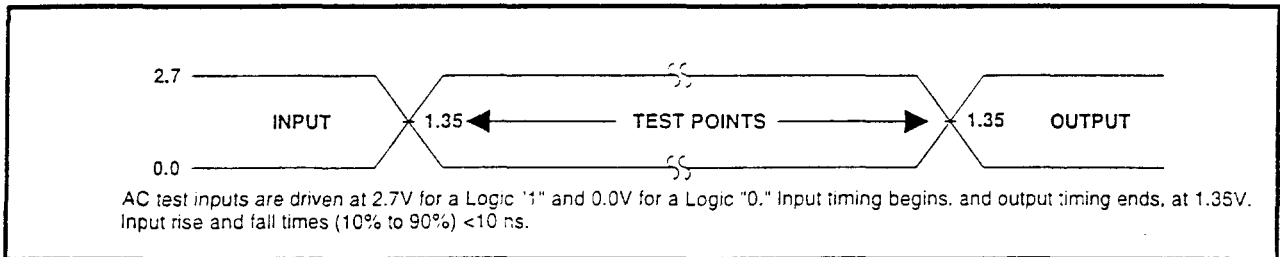 2.7
INPUT 1.35 TEST POINTS 1.35 OUTPUT
0.0
AC test inputs are driven at 2.7V for a Logic "1" and 0.0V for a Logic "0." Input timing begins, and output timing ends, at 1.35V.
Input rise and fall times (10% to 90%) <10 ns.